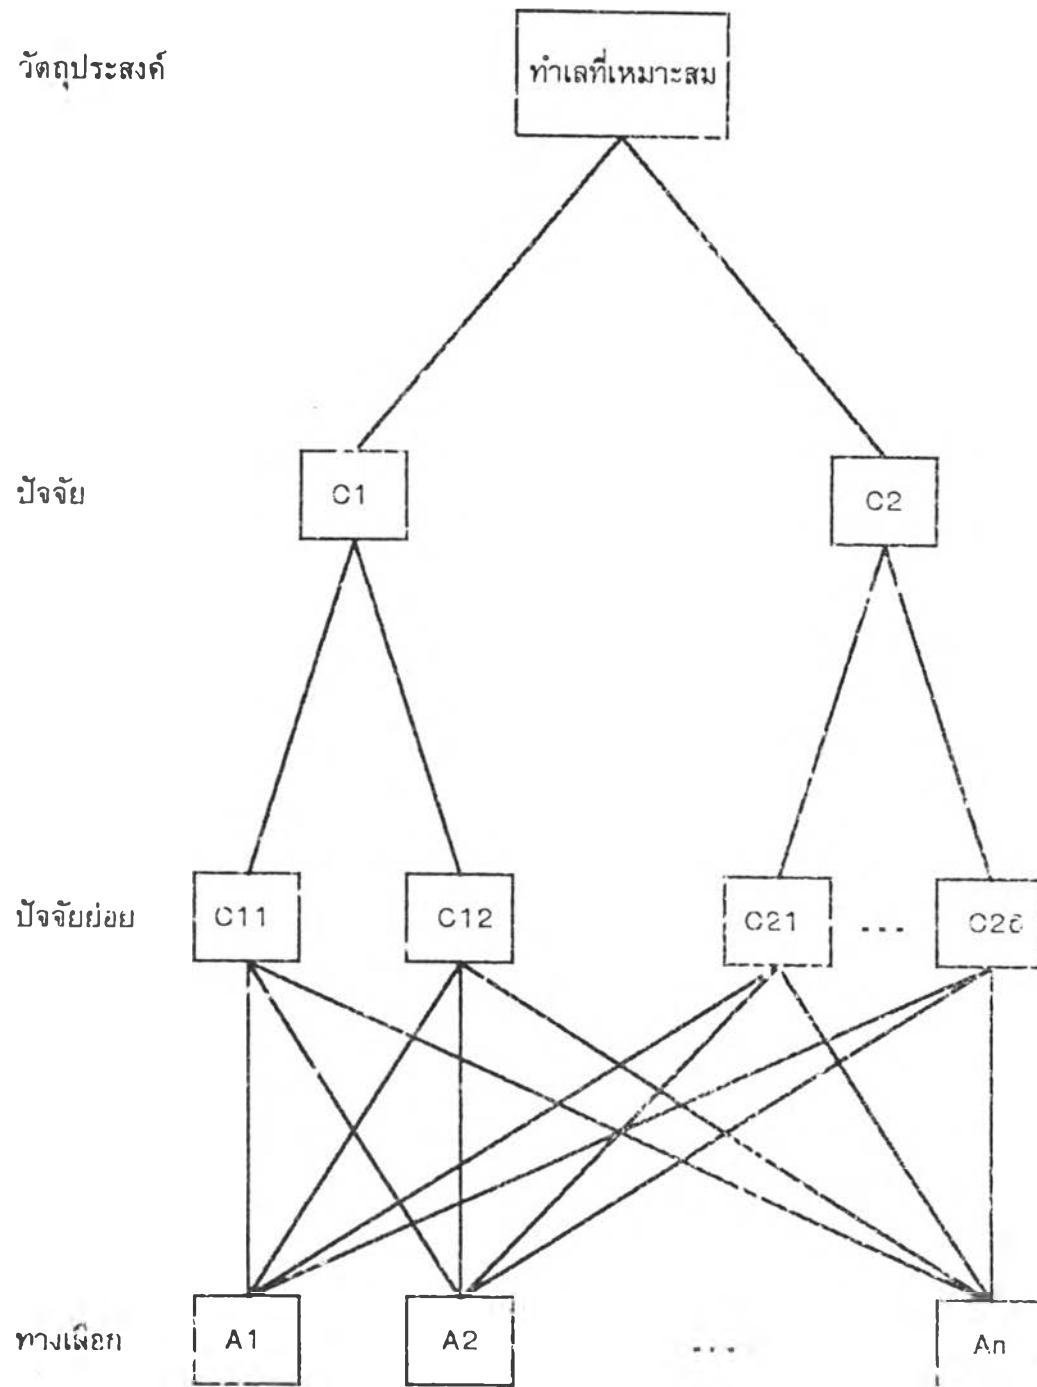 วัตถุประสงค์
ทำเลที่เหมาะสม
ปัจจัย
C1
C2
ปัจจัยย่อย
C11
C12
C21
...
ทางเลือก
A1
A2
...
An